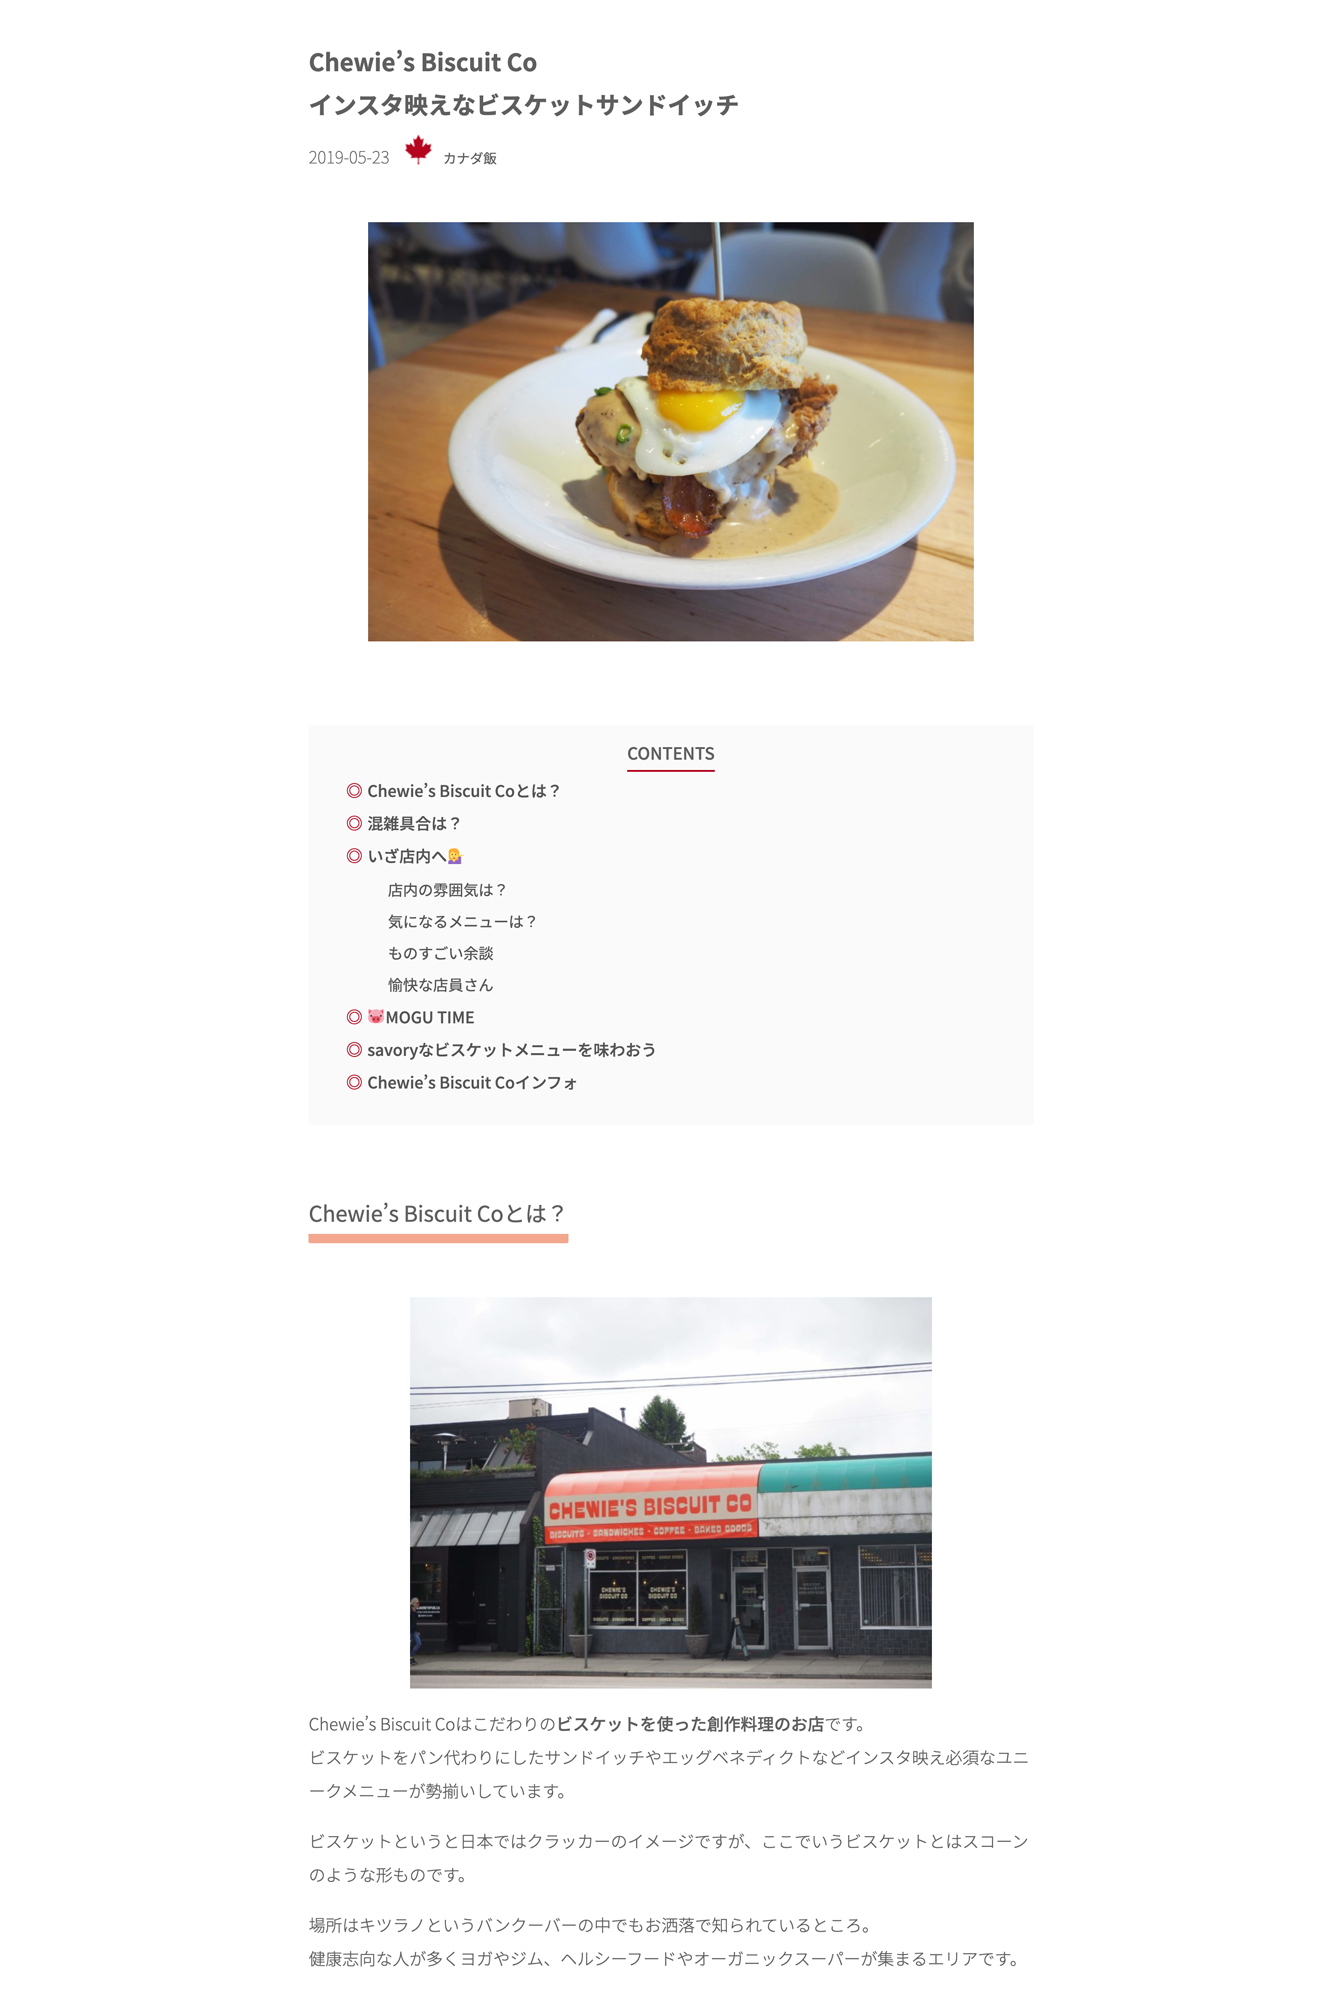 Chewie’s Biscuit Co
インスタ映えなビスケットサンドイッチ
2019-05-23 カナダ飯
CONTENTS
◎ Chewie’s Biscuit Coとは？
◎ 混雑具合は？
◎ いざ店内へ💁‍♀️
店内の雰囲気は？
気になるメニューは？
ものすごい余談
愉快な店員さん
◎ 🐷MOGU TIME
◎ savoryなビスケットメニューを味わおう
◎ Chewie’s Biscuit Coインフォ
Chewie’s Biscuit Coとは？
CHEWIE'S BISCUIT CO
BISCUITS · SANDWICHES · COFFEE · BAKED GOODS
CHEWIE'S BISCUIT CO
CHEWIE'S BISCUIT CO
Chewie’s Biscuit Coはこだわりのビスケットを使った創作料理のお店です。
ビスケットをパン代わりにしたサンドイッチやエッグベネディクトなどインスタ映え必須なユニ
ークメニューが勢揃いしています。
ビスケットというと日本ではクラッカーのイメージですが、ここでいうビスケットとはスコーン
のような形ものです。
場所はキツラノというバンクーバーの中でもお洒落で知られているところ。
健康志向な人が多くヨガやジム、ヘルシーフードやオーガニックスーパーが集まるエリアです。